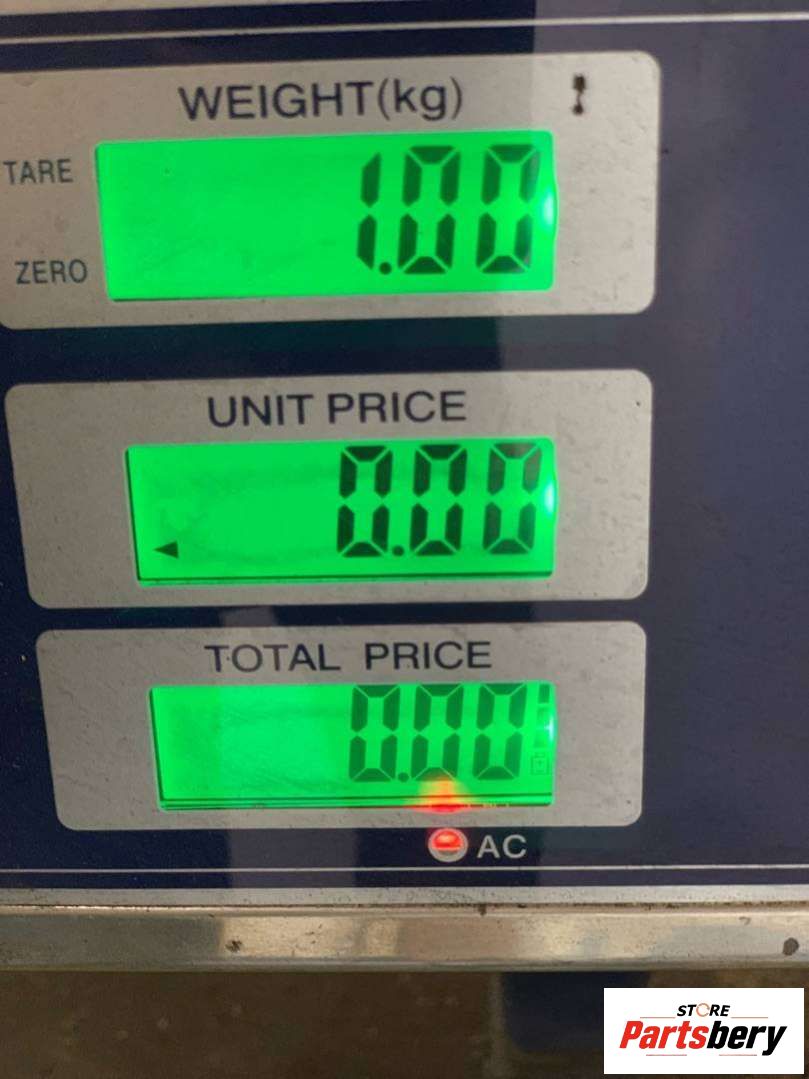 WEIGHT(kg)
TARE
1.00
ZERO
UNIT PRICE
0.00
TOTAL PRICE
0.00
AC
STORE
Partsbery